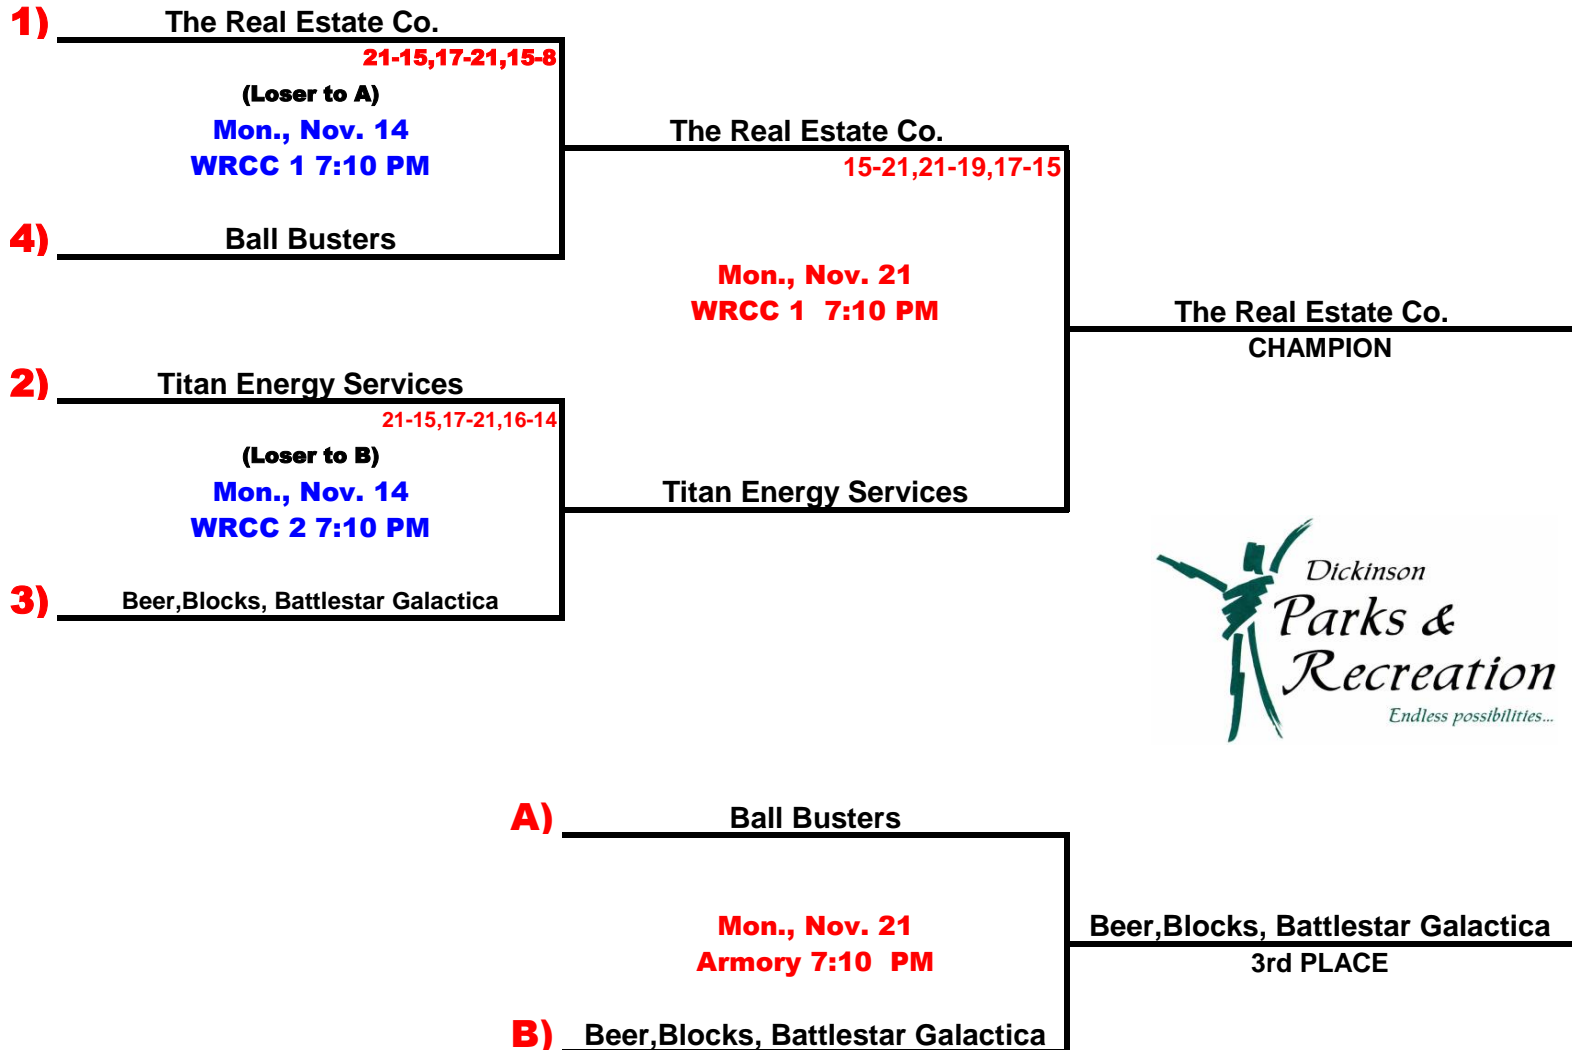 1) The Real Estate Co.
21-15,17-21,15-8
(Loser to A)
Mon., Nov. 14
WRCC 1 7:10 PM
The Real Estate Co.
15-21,21-19,17-15
4) Ball Busters
Mon., Nov. 21
WRCC 1 7:10 PM
The Real Estate Co.
CHAMPION
2) Titan Energy Services
21-15,17-21,16-14
(Loser to B)
Mon., Nov. 14
WRCC 2 7:10 PM
Titan Energy Services
3) Beer,Blocks, Battlestar Galactica
Dickinson
Parks &
Recreation
Endless possibilities...
A) Ball Busters
Mon., Nov. 21
Armory 7:10 PM
Beer,Blocks, Battlestar Galactica
3rd PLACE
B) Beer,Blocks, Battlestar Galactica